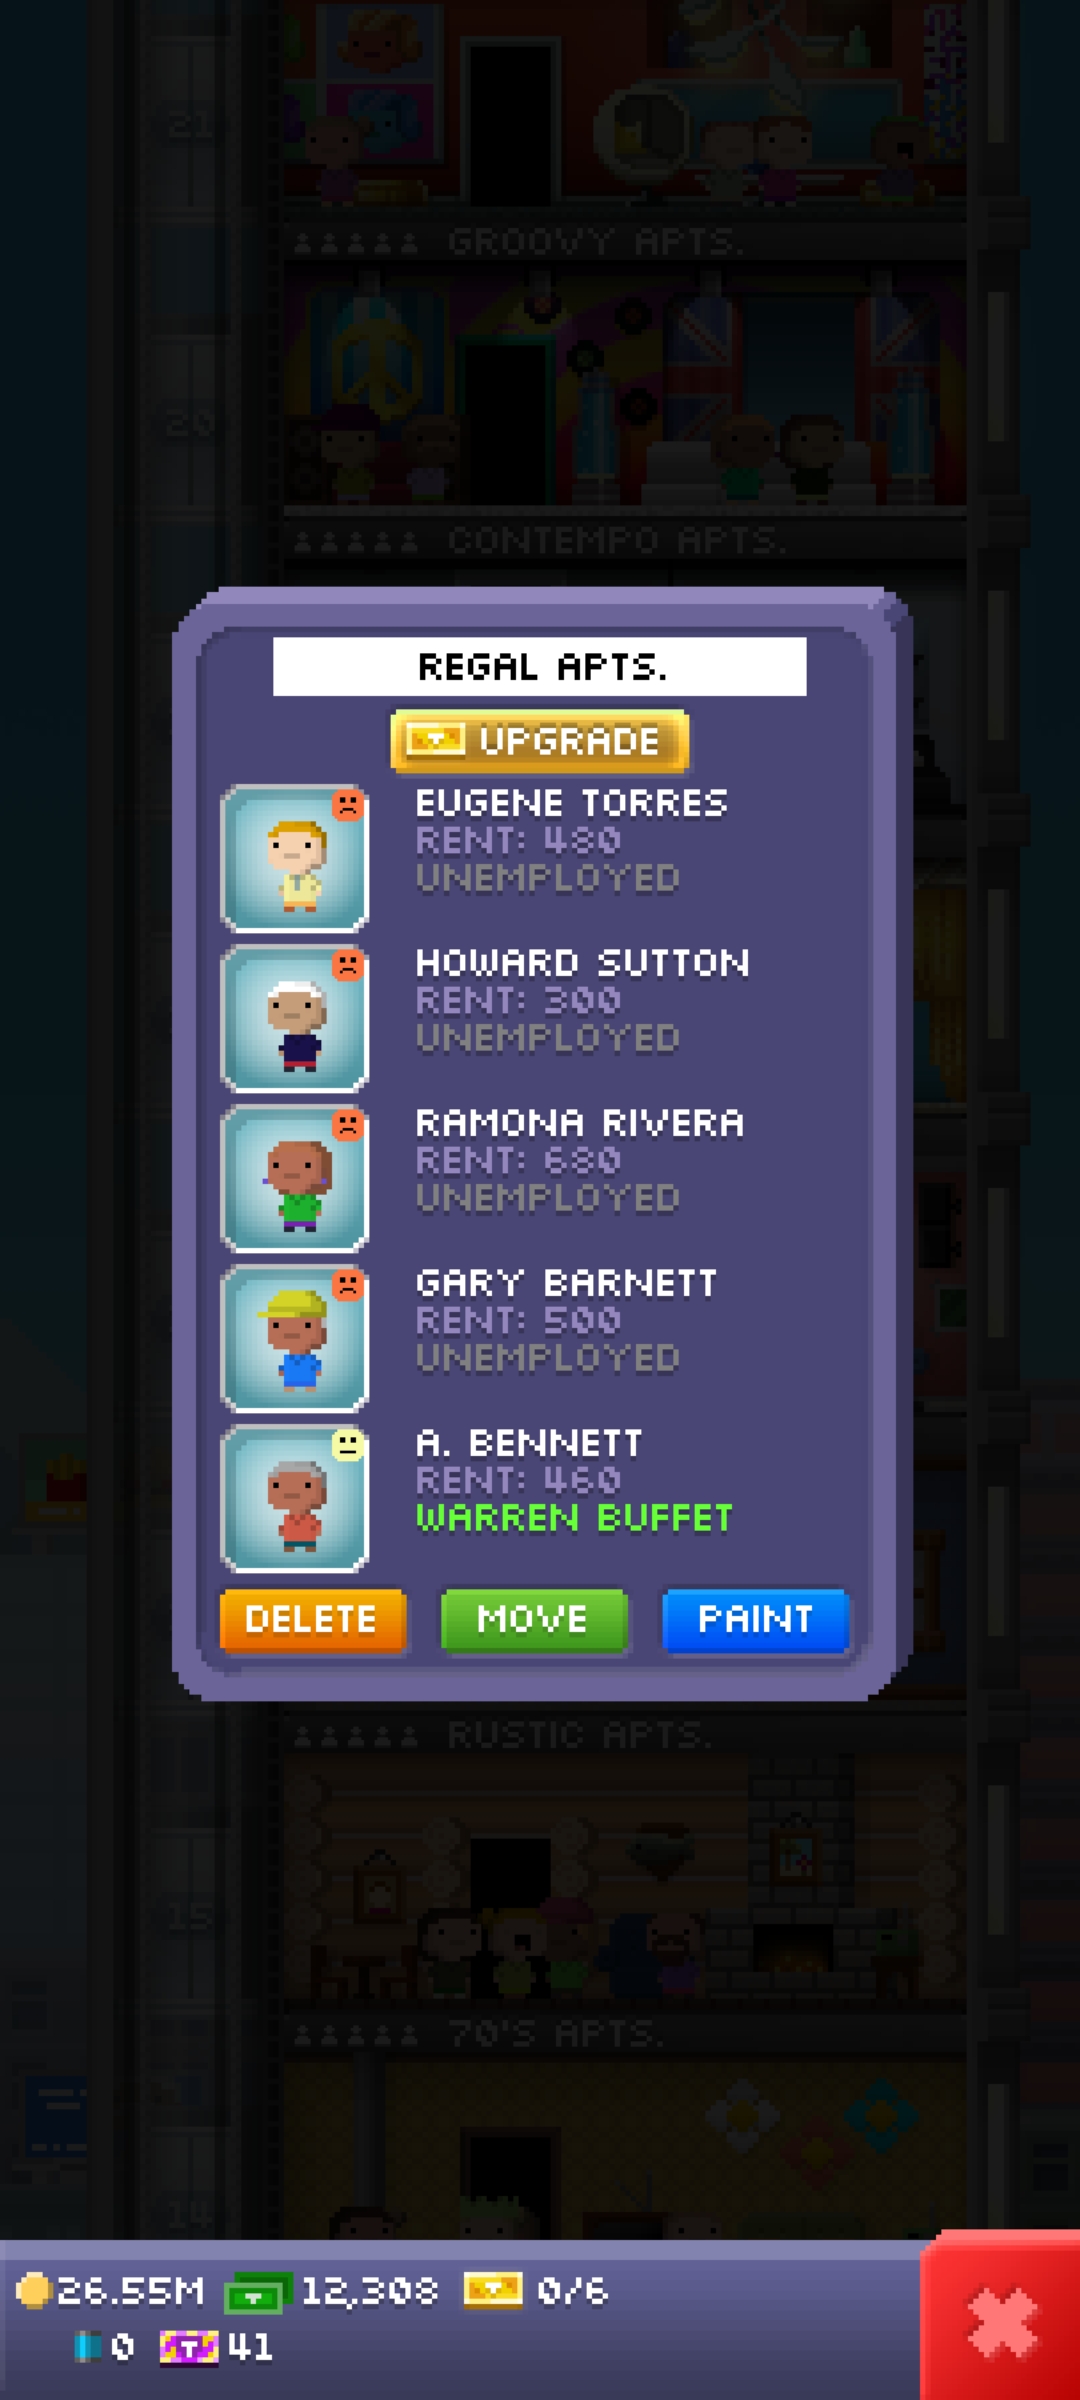 21
GROOVY APTS.
20
CONTEMPO APTS.
REGAL APTS.
UPGRADE
EUGENE TORRES
RENT: 480
UNEMPLOYED
HOWARD SUTTON
RENT: 300
UNEMPLOYED
RAMONA RIVERA
RENT: 680
UNEMPLOYED
GARY BARNETT
RENT: 500
UNEMPLOYED
A. BENNETT
RENT: 460
WARREN BUFFET
DELETE MOVE PAINT
RUSTIC APTS.
15
70'S APTS.
14
26.55M 12,308 0/6
0 41